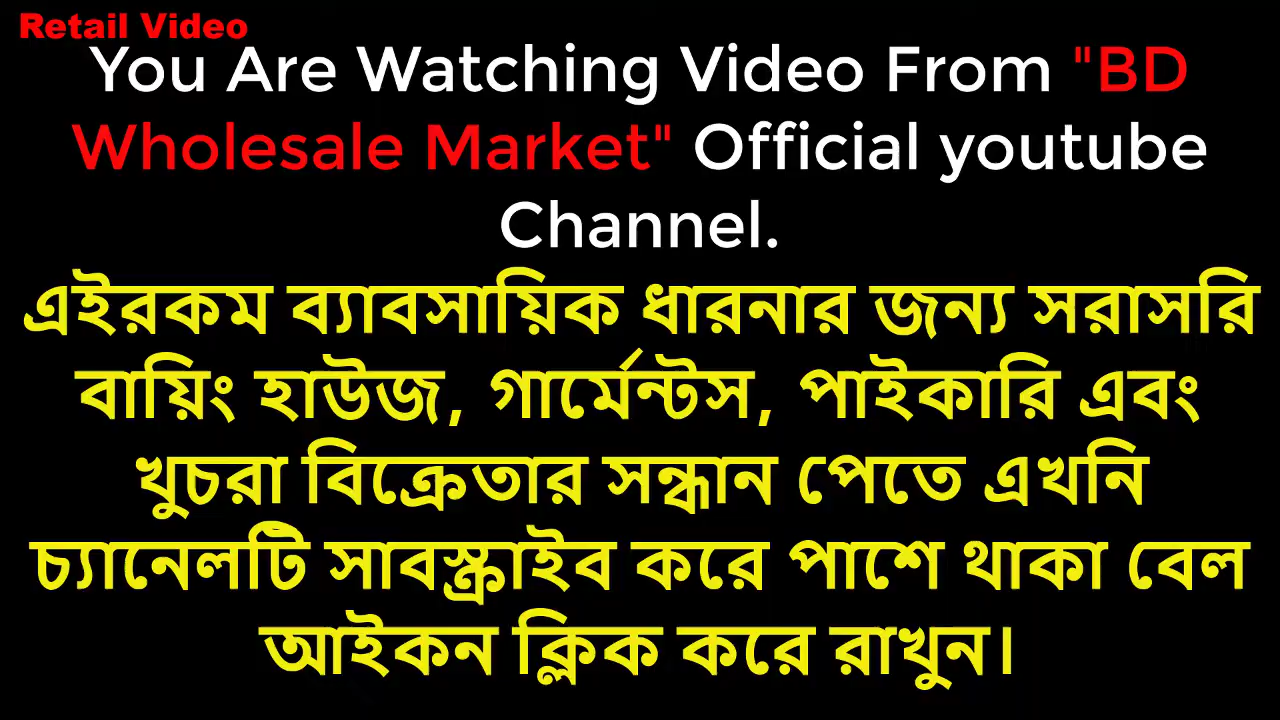 Retail Video
You Are Watching Video From "BD
Wholesale Market" Official youtube
Channel.
এইরকম ব্যাবসায়িক ধারনার জন্য সরাসরি
বায়িং হাউজ, গার্মেন্টস, পাইকারি এবং
খুচরা বিক্রেতার সন্ধান পেতে এখনি
চ্যানেলটি সাবস্ক্রাইব করে পাশে থাকা বেল
আইকন ক্লিক করে রাখুন।